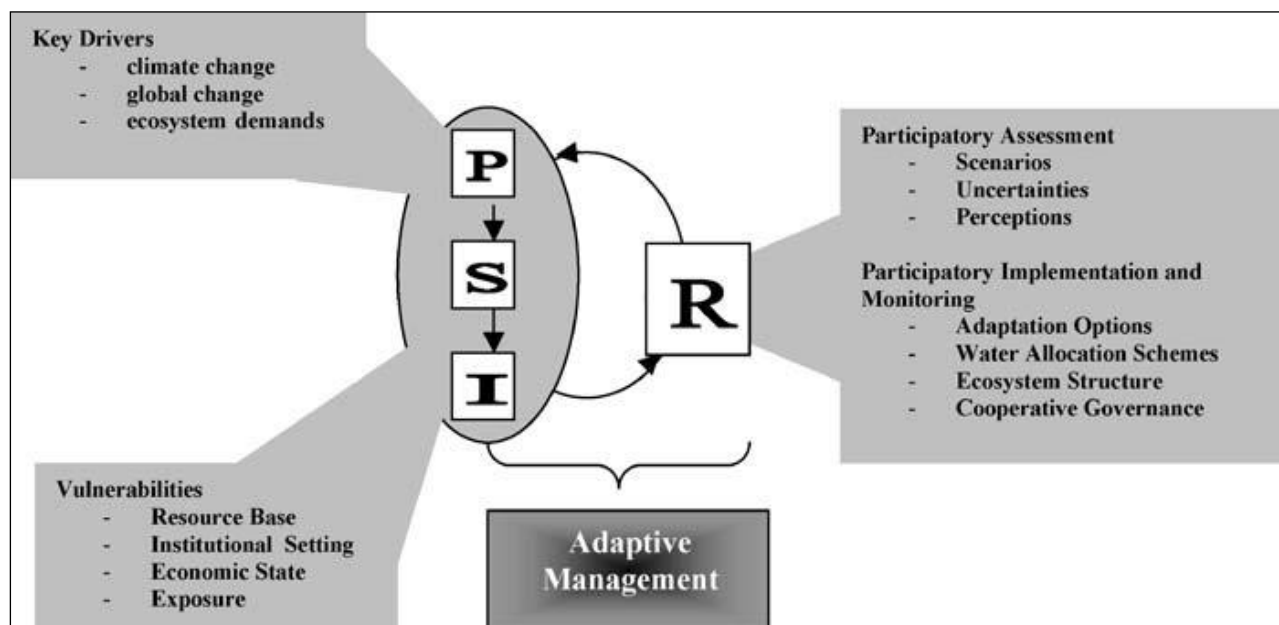 Key Drivers
- climate change
- global change
- ecosystem demands
P
S
I
R
Participatory Assessment
- Scenarios
- Uncertainties
- Perceptions
Participatory Implementation and
Monitoring
- Adaptation Options
- Water Allocation Schemes
- Ecosystem Structure
- Cooperative Governance
Vulnerabilities
- Resource Base
- Institutional Setting
- Economic State
- Exposure
Adaptive
Management